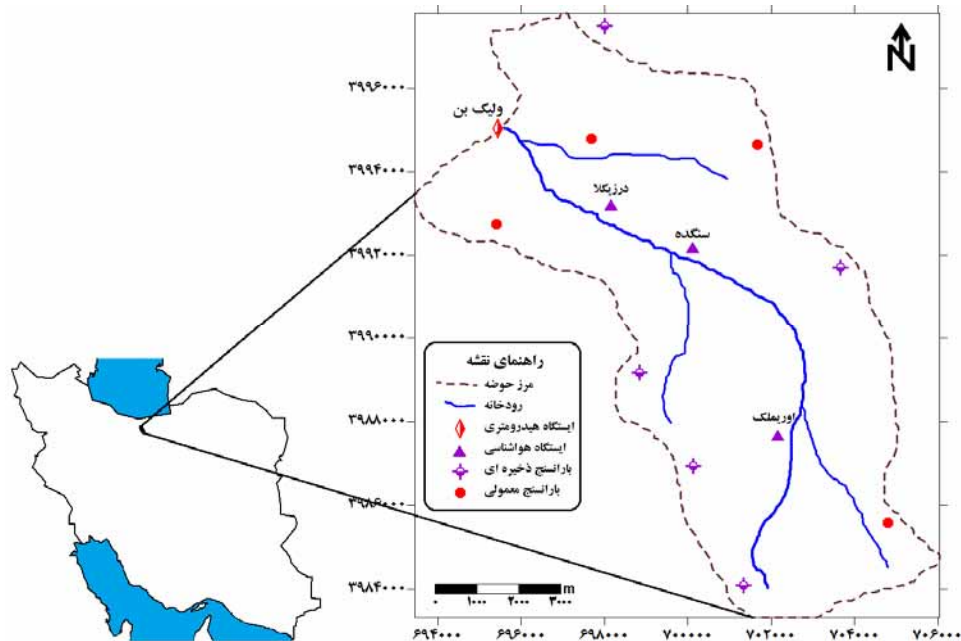 N
۳۹۹۶۰۰۰
ولیک بن
۳۹۹۴۰۰۰
درزیکلا
سنگده
۳۹۹۲۰۰۰
۳۹۹۰۰۰۰
راهنمای نقشه
مرز حوضه
رودخانه
ایستگاه هیدرومتری
ایستگاه هواشناسی
بارانسنج ذخیره ای
بارانسنج معمولی
۳۹۸۸۰۰۰
اوریملک
۳۹۸۶۰۰۰
۳۹۸۴۰۰۰
۰ ۱۰۰۰ ۲۰۰۰ ۳۰۰۰ m
۶۹۴۰۰۰ ۶۹۶۰۰۰ ۶۹۸۰۰۰ ۷۰۰۰۰۰ ۷۰۲۰۰۰ ۷۰۴۰۰۰ ۷۰۶۰۰۰